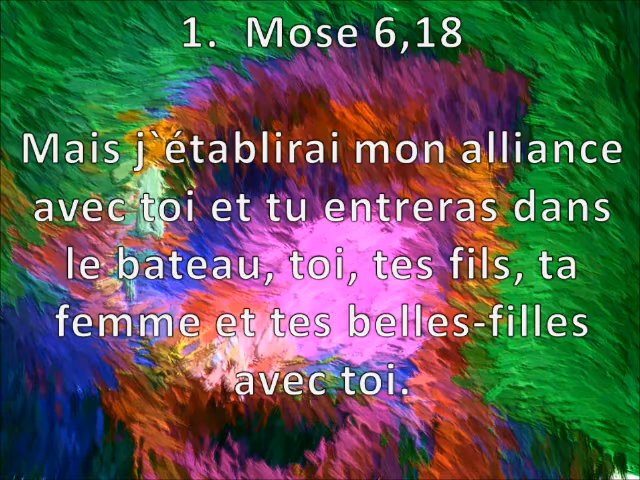 1.  Mose 6,18
Mais j`établirai mon alliance
avec toi et tu entreras dans
le bateau, toi, tes fils, ta
femme et tes belles-filles
avec toi.